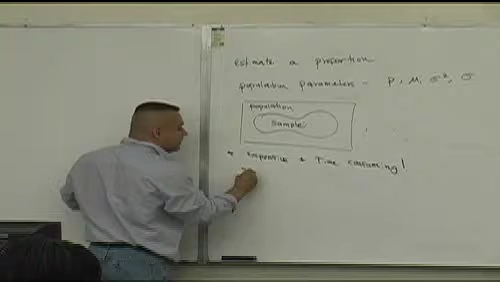 estimate a proportion
population parameters - p, μ, σ², σ
population
sample
* Expensive & Time consuming!